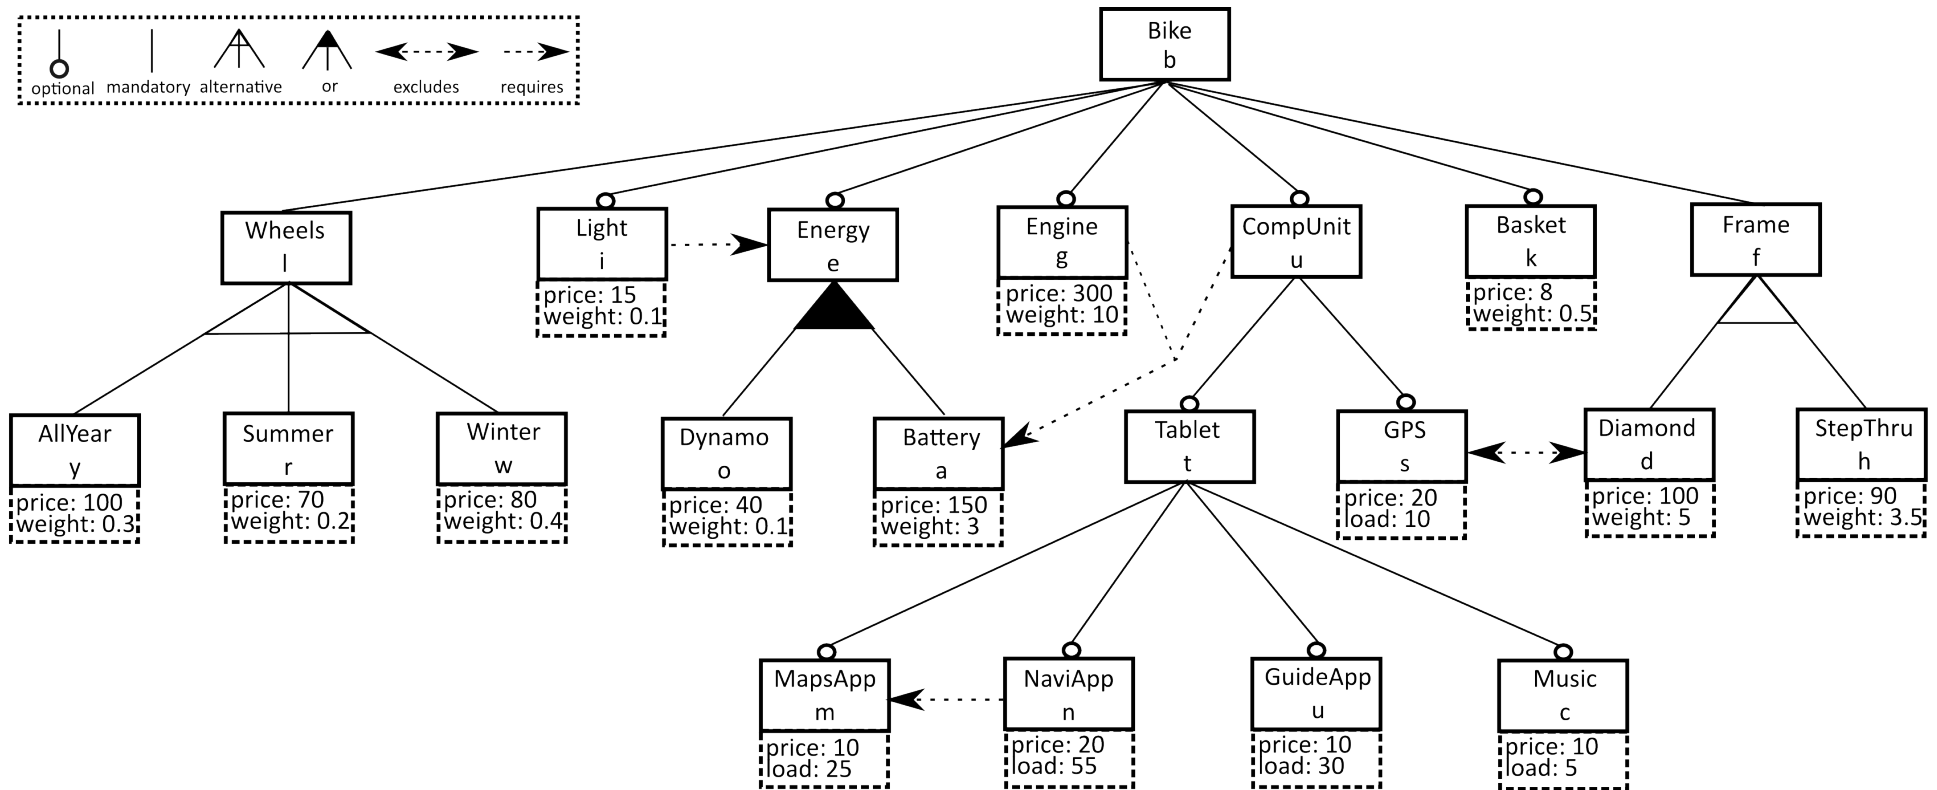 optional mandatory alternative or excludes requires
Bike
b
Wheels
l
Light
i
price: 15
weight: 0.1
Energy
e
Engine
g
price: 300
weight: 10
CompUnit
u
Basket
k
price: 8
weight: 0.5
Frame
f
AllYear
y
price: 100
weight: 0.3
Summer
r
price: 70
weight: 0.2
Winter
w
price: 80
weight: 0.4
Dynamo
o
price: 40
weight: 0.1
Battery
a
price: 150
weight: 3
Tablet
t
GPS
s
price: 20
load: 10
Diamond
d
price: 100
weight: 5
StepThru
h
price: 90
weight: 3.5
MapsApp
m
price: 10
load: 25
NaviApp
n
price: 20
load: 55
GuideApp
u
price: 10
load: 30
Music
c
price: 10
load: 5